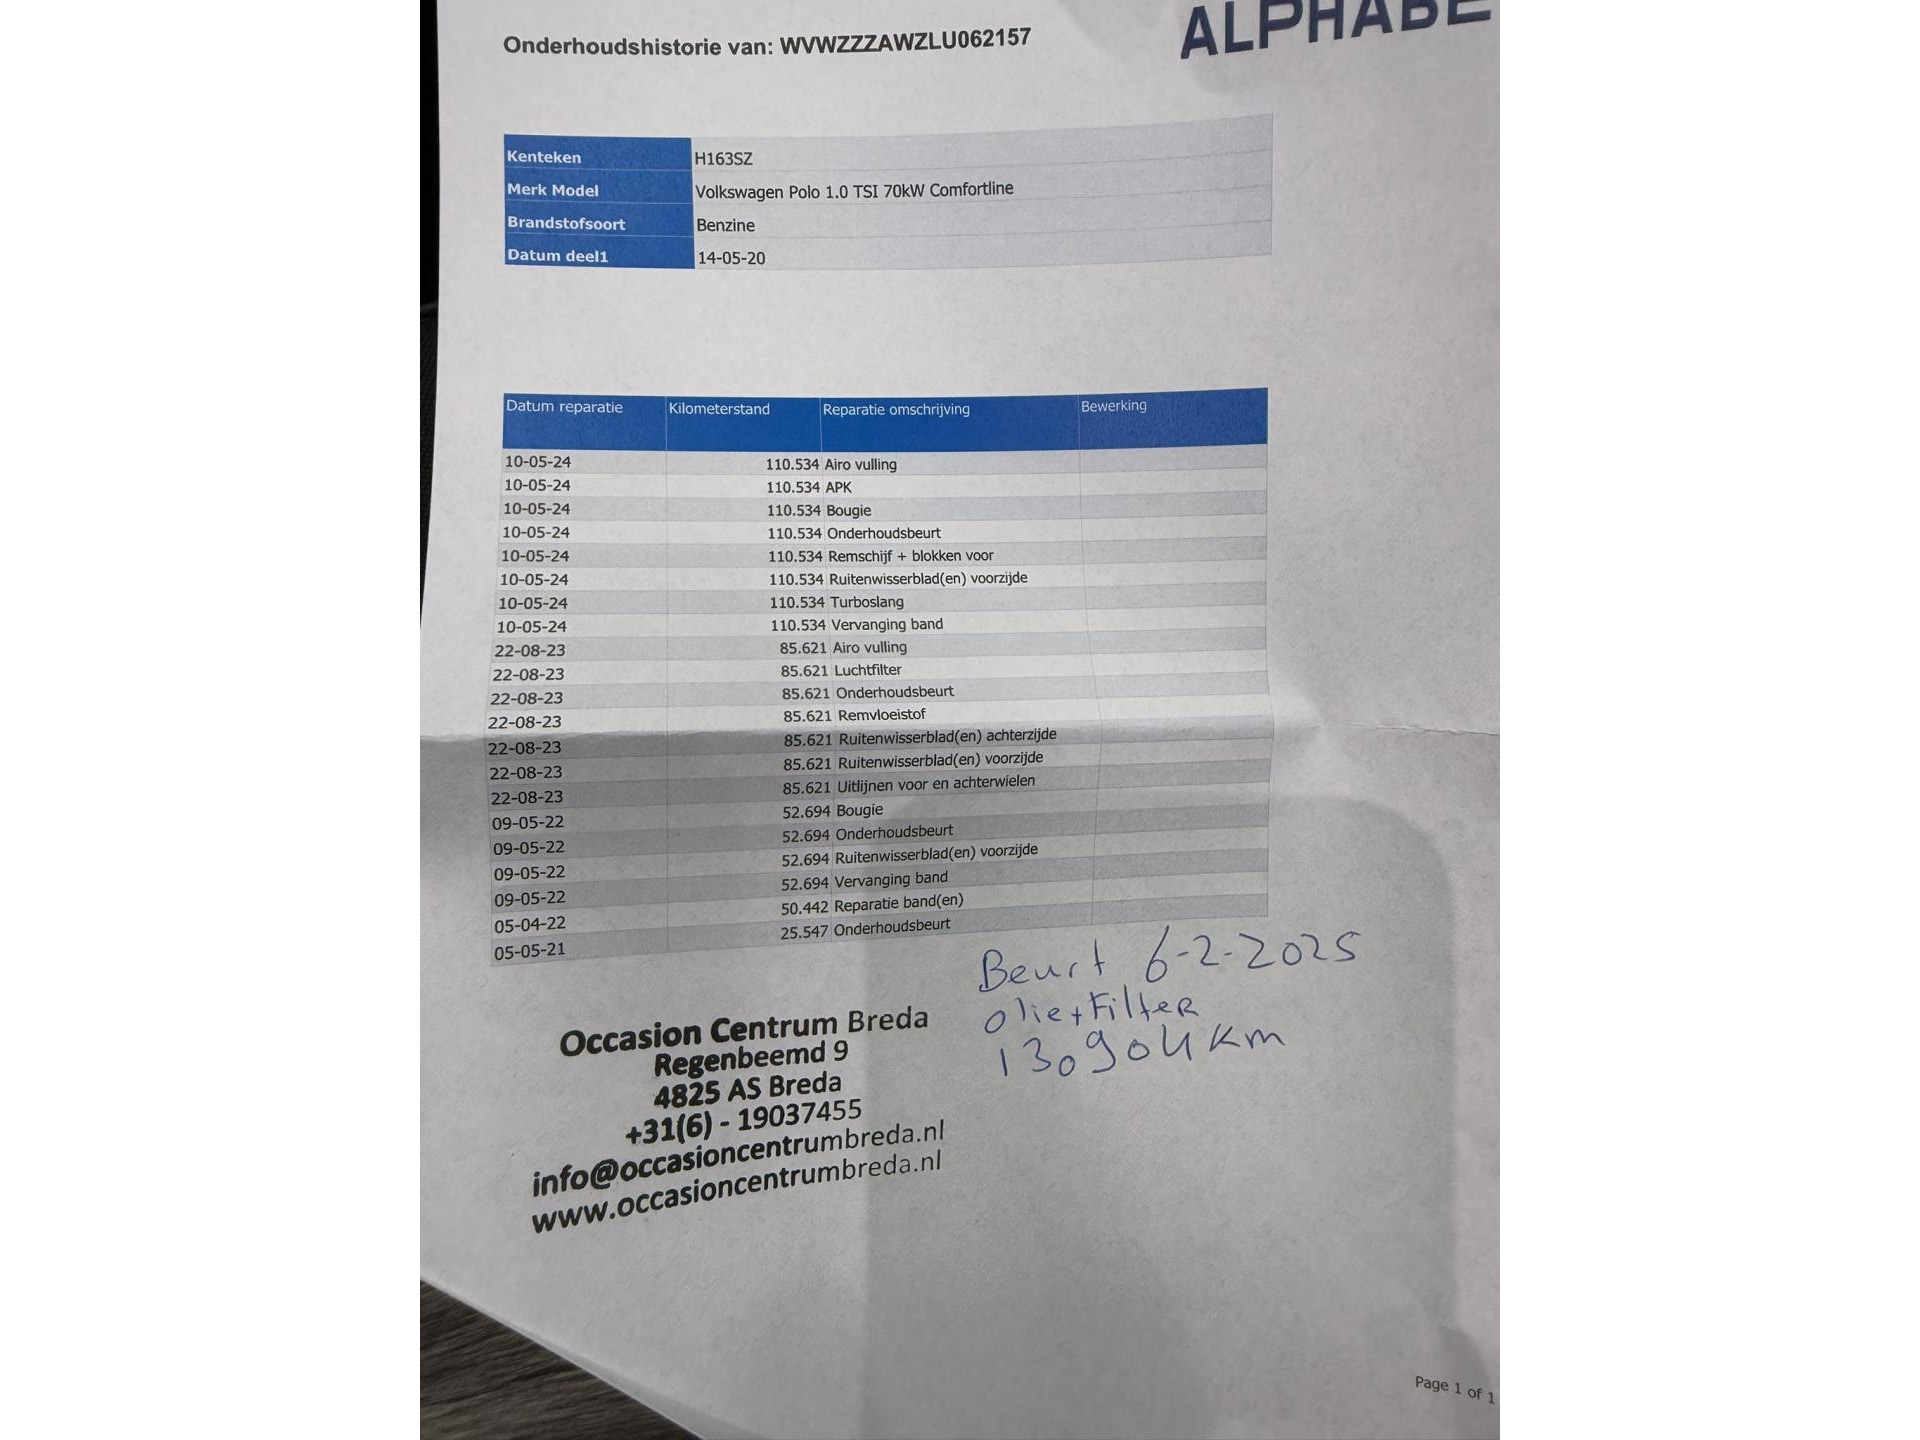 Onderhoudshistorie van: WVWZZZAWZLU062157
ALPHABE
Kenteken H163SZ
Merk Model Volkswagen Polo 1.0 TSI 70kW Comfortline
Brandstofsoort Benzine
Datum deel1 14-05-20
Datum reparatie Kilometerstand Reparatie omschrijving Bewerking
10-05-24 110.534 Airo vulling
10-05-24 110.534 APK
10-05-24 110.534 Bougie
10-05-24 110.534 Onderhoudsbeurt
10-05-24 110.534 Remschijf + blokken voor
10-05-24 110.534 Ruitenwisserblad(en) voorzijde
10-05-24 110.534 Turboslang
10-05-24 110.534 Vervanging band
22-08-23 85.621 Airo vulling
22-08-23 85.621 Luchtfilter
22-08-23 85.621 Onderhoudsbeurt
22-08-23 85.621 Remvloeistof
22-08-23 85.621 Ruitenwisserblad(en) achterzijde
22-08-23 85.621 Ruitenwisserblad(en) voorzijde
22-08-23 85.621 Uitlijnen voor en achterwielen
09-05-22 52.694 Bougie
09-05-22 52.694 Onderhoudsbeurt
09-05-22 52.694 Ruitenwisserblad(en) voorzijde
09-05-22 52.694 Vervanging band
05-04-22 50.442 Reparatie band(en)
05-05-21 25.547 Onderhoudsbeurt
Beurt 6-2-2025
olie+Filter
130904 km
Occasion Centrum Breda
Regenbeemd 9
4825 AS Breda
+31(6) - 19037455
info@occasioncentrumbreda.nl
www.occasioncentrumbreda.nl
Page 1 of 1